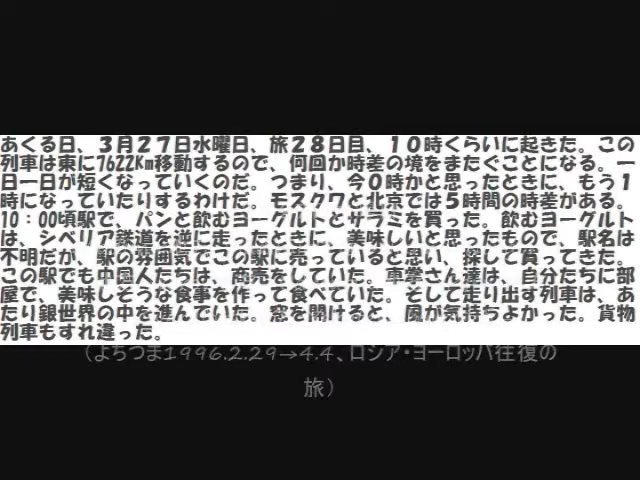 あくる日、３月２７日水曜日、旅２８日目、１０時くらいに起きた。この
列車は東に7622Km移動するので、何回か時差の境をまたぐことになる。一
日一日が短くなっていくのだ。つまり、今０時かと思ったときに、もう１
時になっていたりするわけだ。モスクワと北京では５時間の時差がある。
10：00頃駅で、パンと飲むヨーグルトとサラミを買った。飲むヨーグルト
は、シベリア鉄道を逆に走ったときに、美味しいと思ったもので、駅名は
不明だが、駅の雰囲気でこの駅に売っていると思い、探して買ってきた。
この駅でも中国人たちは、商売をしていた。車掌さん達は、自分たちに部
屋で、美味しそうな食事を作って食べていた。そして走り出す列車は、あ
たり銀世界の中を進んでいた。窓を開けると、風が気持ちよかった。貨物
列車もすれ違った。
（よちつま1996.2.29→4.4、ロシア・ヨーロッパ往復の
旅）